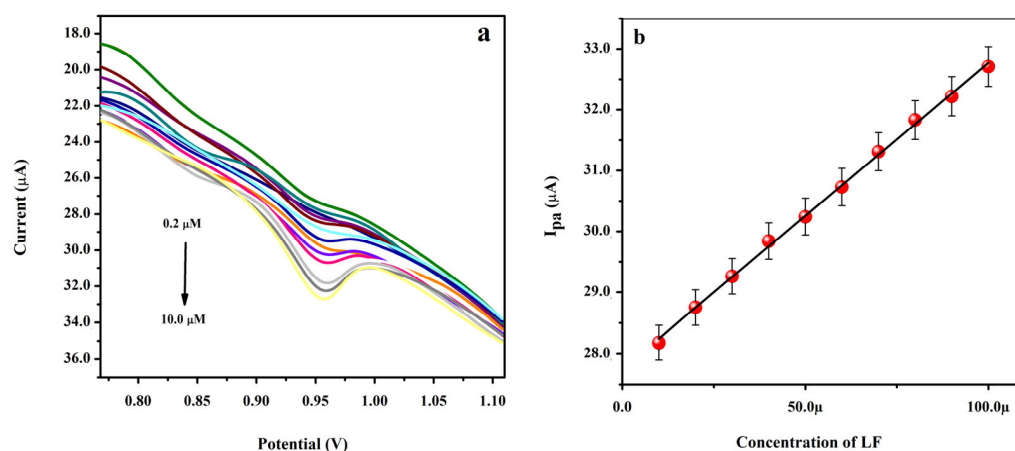 a
18.0
20.0
22.0
24.0
26.0
28.0
30.0
32.0
34.0
36.0
Current (μA)
0.2 μM
10.0 μM
0.80 0.85 0.90 0.95 1.00 1.05 1.10
Potential (V)
b
33.0
32.0
31.0
30.0
29.0
28.0
Ipa (μA)
0.0 50.0μ 100.0μ
Concentration of LF